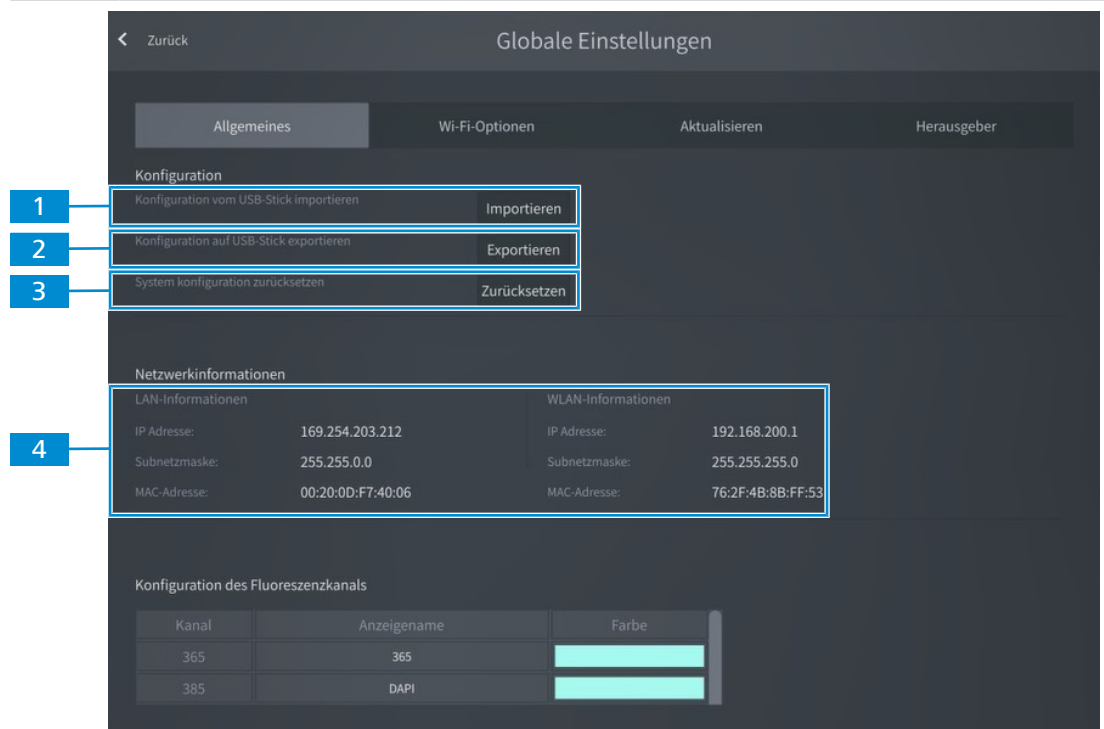 Zurück
Globale Einstellungen
Allgemeines Wi-Fi-Optionen Aktualisieren Herausgeber
Konfiguration
1 Konfiguration vom USB-Stick importieren Importieren
2 Konfiguration auf USB-Stick exportieren Exportieren
3 System konfiguration zurücksetzen Zurücksetzen
Netzwerkinformationen
LAN-Informationen WLAN-Informationen
IP Adresse: 169.254.203.212 IP Adresse: 192.168.200.1
4 Subnetzmaske: 255.255.0.0 Subnetzmaske: 255.255.255.0
MAC-Adresse: 00:20:0D:F7:40:06 MAC-Adresse: 76:2F:4B:8B:FF:53
Konfiguration des Fluoreszenzkanals
Kanal Anzeigename Farbe
365 365
385 DAPI